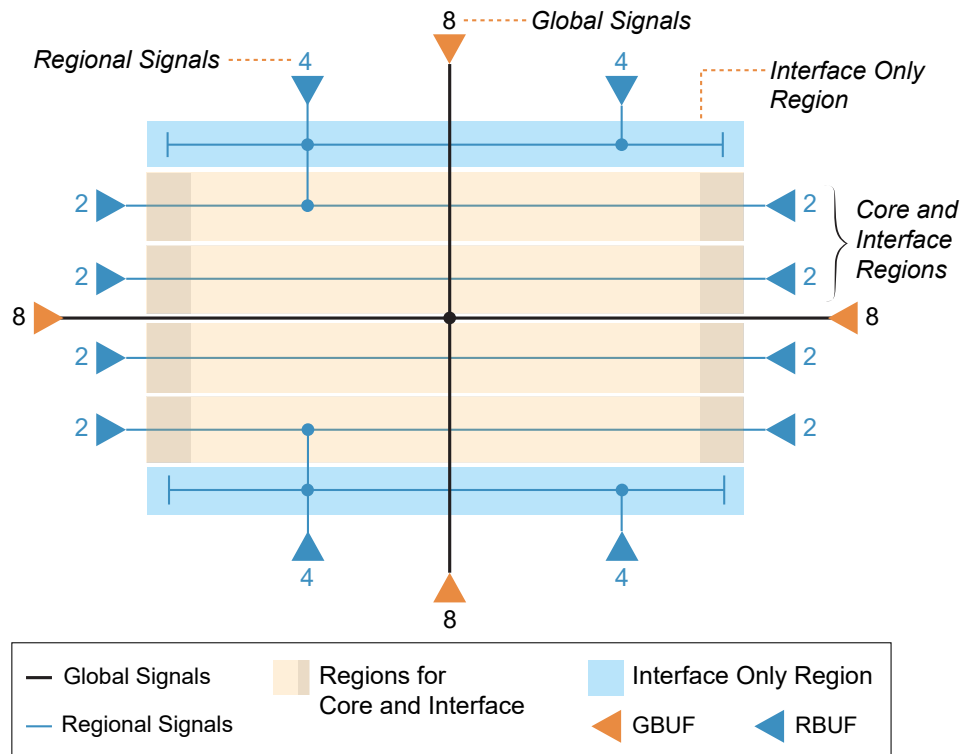 8
Global Signals
Regional Signals
4
4
Interface Only
Region
2
2
Core and
Interface
Regions
2
2
8
8
2
2
2
2
4
4
8
Global Signals
Regions for
Core and Interface
Interface Only Region
Regional Signals
GBUF
RBUF